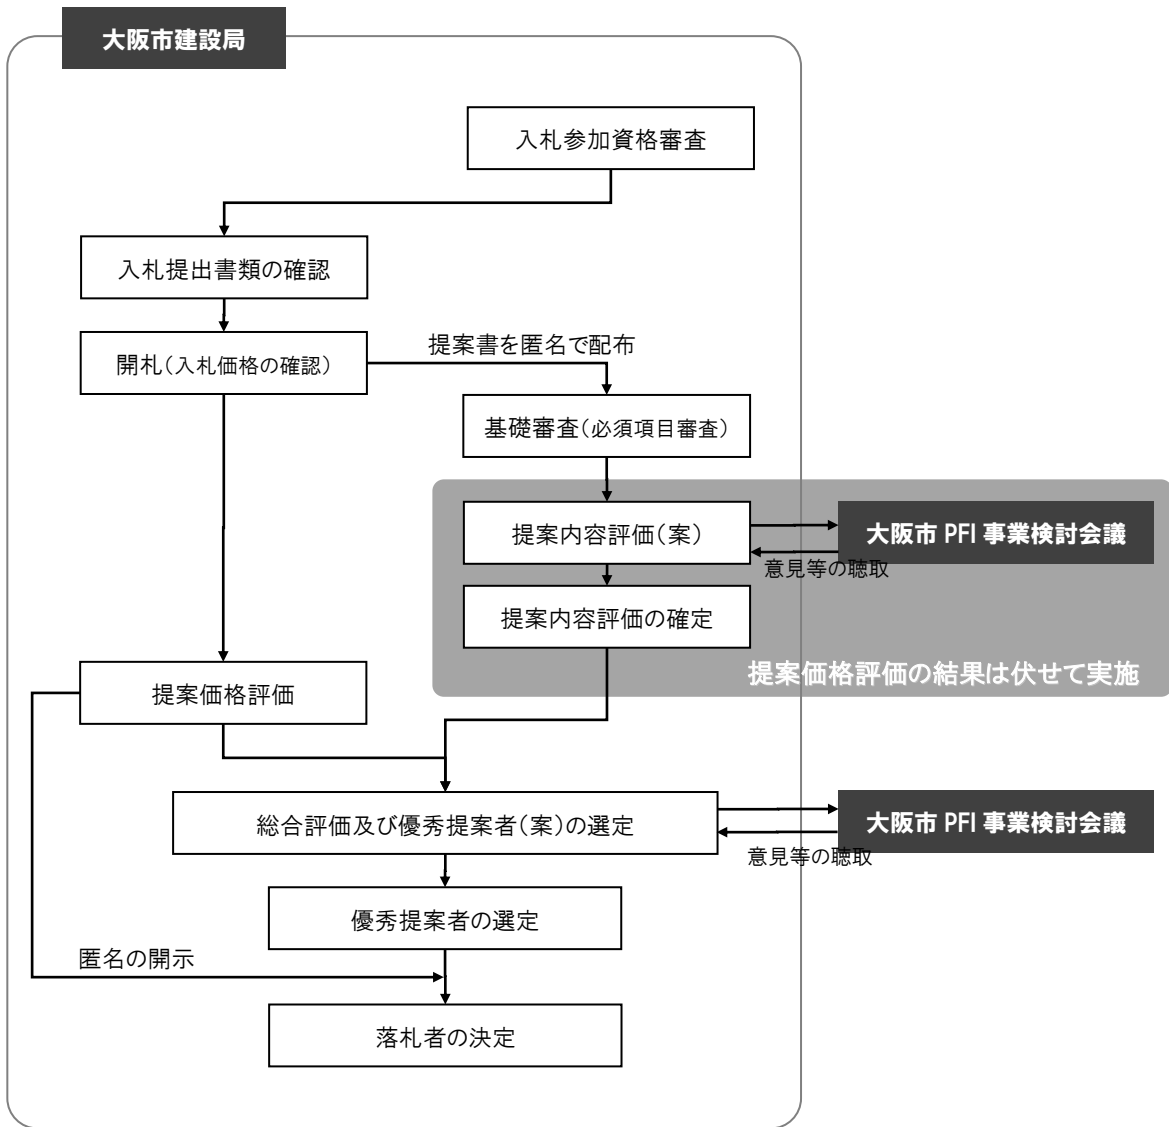 大阪市建設局
入札参加資格審査
入札提出書類の確認
開札（入札価格の確認）
提案書を匿名で配布
基礎審査（必須項目審査）
提案内容評価（案）
大阪市 PFI 事業検討会議
意見等の聴取
提案内容評価の確定
提案価格評価の結果は伏せて実施
提案価格評価
総合評価及び優秀提案者（案）の選定
大阪市 PFI 事業検討会議
意見等の聴取
優秀提案者の選定
匿名の開示
落札者の決定